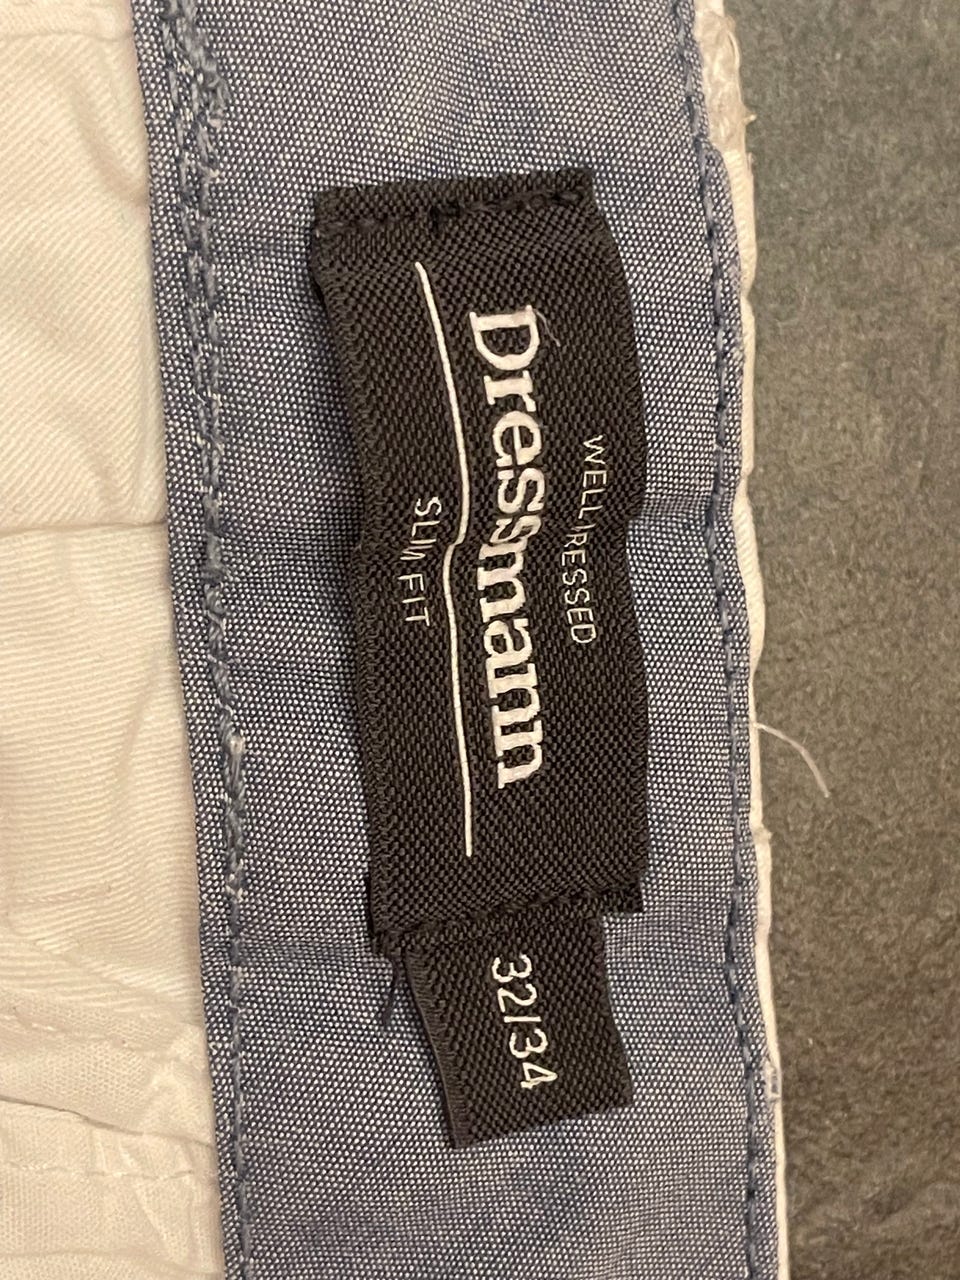 WELL DRESSED
Dressmann
SLIM FIT
32/34